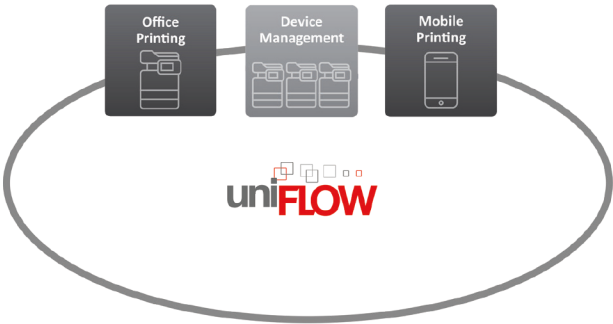 Office
Printing
Device
Management
Mobile
Printing
uniFLOW